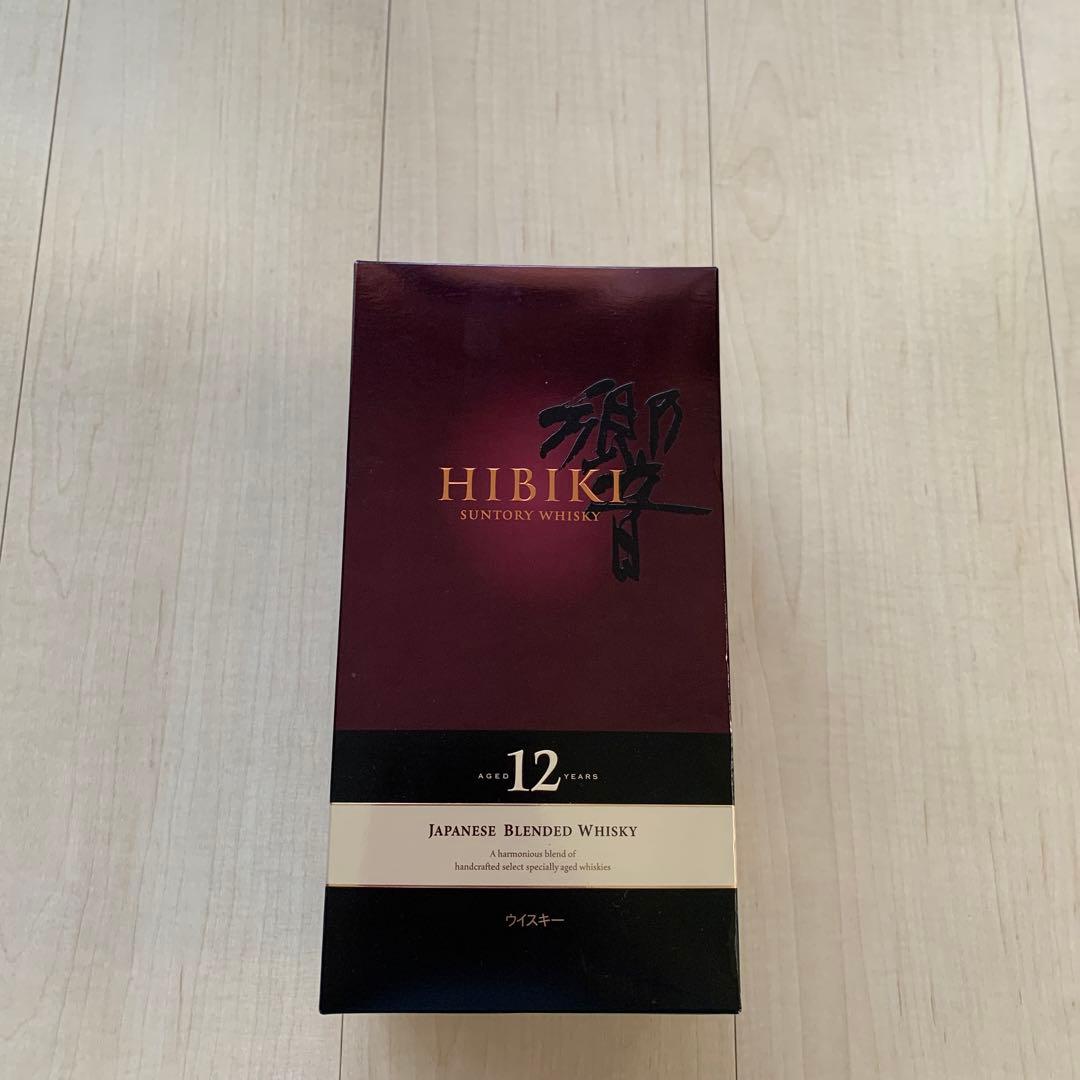 響
HIBIKI
SUNTORY WHISKY
AGED 12 YEARS
JAPANESE BLENDED WHISKY
A harmonious blend of
handcrafted select specially aged whiskies
ウイスキー